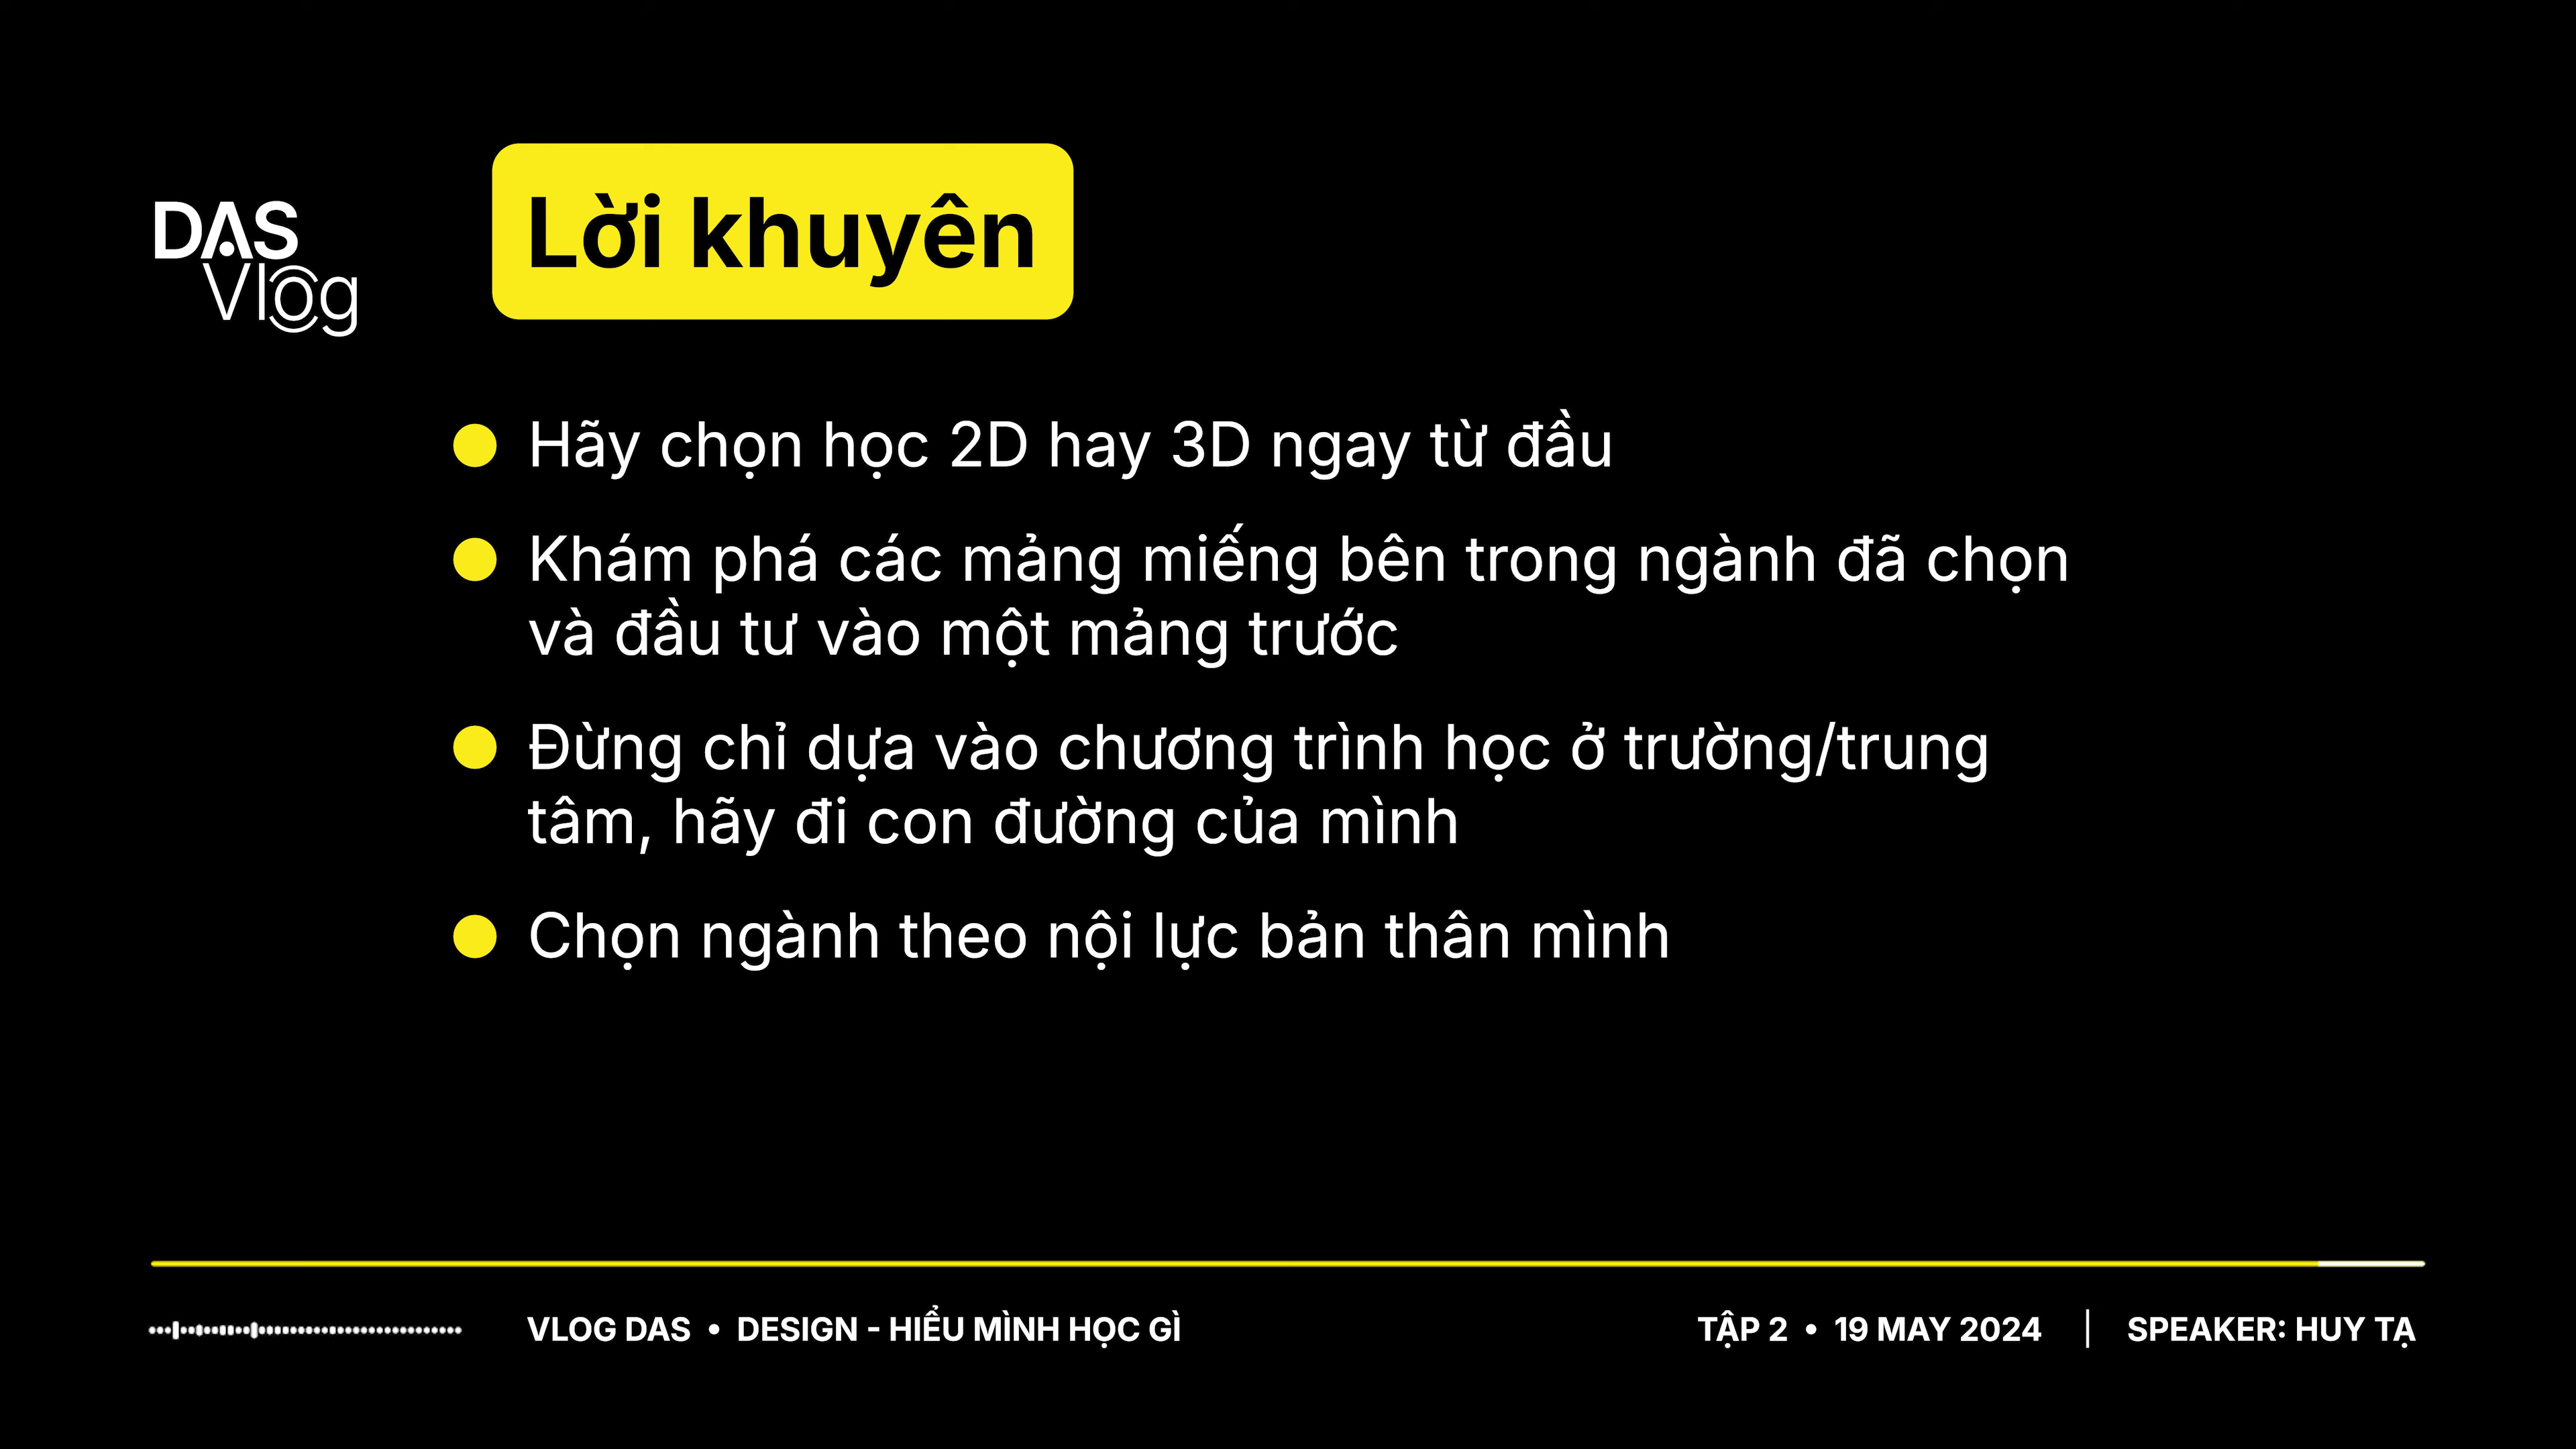 DAS
Vlog
Lời khuyên
Hãy chọn học 2D hay 3D ngay từ đầu
Khám phá các mảng miếng bên trong ngành đã chọn
và đầu tư vào một mảng trước
Đừng chỉ dựa vào chương trình học ở trường/trung
tâm, hãy đi con đường của mình
Chọn ngành theo nội lực bản thân mình
VLOG DAS • DESIGN - HIỂU MÌNH HỌC GÌ
TẬP 2 • 19 MAY 2024 | SPEAKER: HUY TẠ